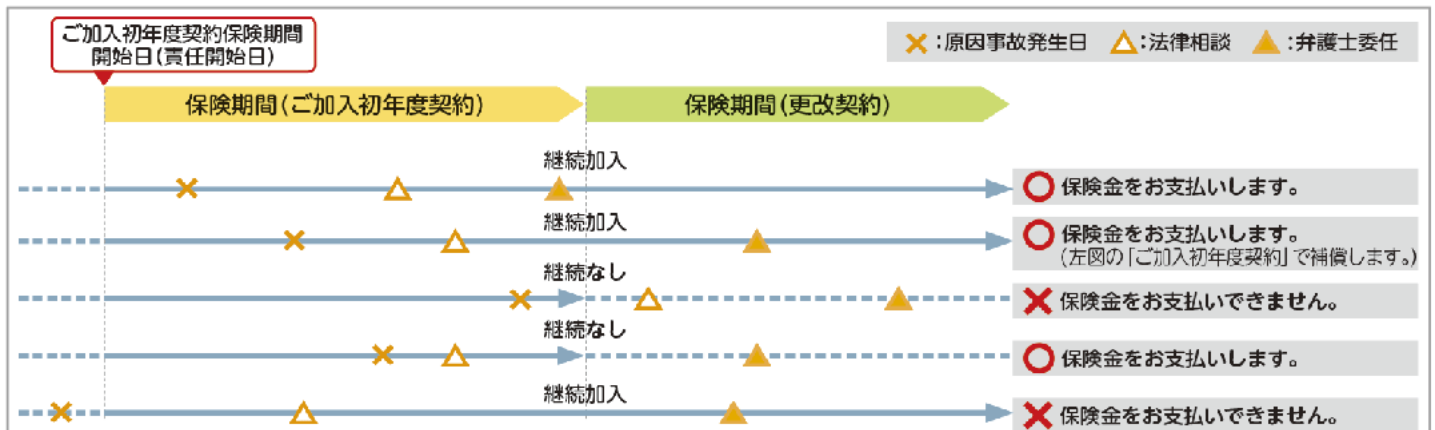 ご加入初年度契約保険期間
開始日(責任開始日)
×:原因事故発生日 △:法律相談 ▲:弁護士委任
保険期間(ご加入初年度契約)
保険期間(更改契約)
継続加入
保険金をお支払いします。
継続加入
保険金をお支払いします。
(左図の「ご加入初年度契約」で補償します。)
継続なし
保険金をお支払いできません。
継続なし
保険金をお支払いします。
継続加入
保険金をお支払いできません。